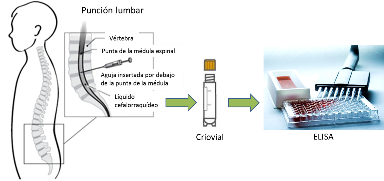 Punción lumbar
Vértebra
Punta de la médula espinal
Aguja insertada por debajo
de la punta de la médula
Líquido
cefalorraquídeo
Criovial
ELISA